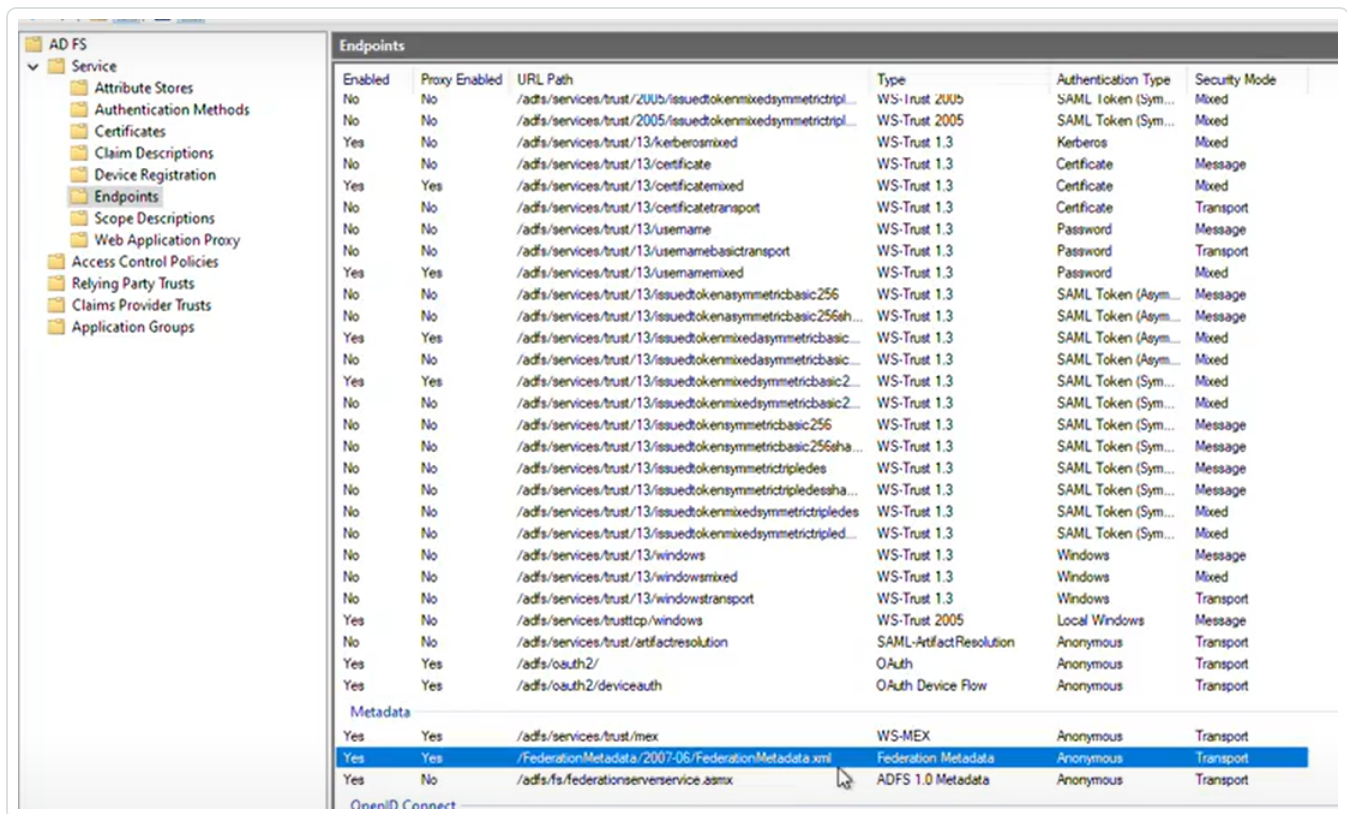 AD FS
Service
Attribute Stores
Authentication Methods
Certificates
Claim Descriptions
Device Registration
Endpoints
Scope Descriptions
Web Application Proxy
Access Control Policies
Relying Party Trusts
Claims Provider Trusts
Application Groups
Endpoints
Enabled Proxy Enabled URL Path Type Authentication Type Security Mode
No No /adfs/services/trust/2005/issuedtokenmixedsymmetrictripl... WS-Trust 2005 SAML Token (Sym... Mixed
No No /adfs/services/trust/2005/issuedtokenmixedsymmetrictripl... WS-Trust 2005 SAML Token (Sym... Mixed
Yes No /adfs/services/trust/13/kerberosmixed WS-Trust 1.3 Kerberos Mixed
No No /adfs/services/trust/13/certificate WS-Trust 1.3 Certificate Message
Yes Yes /adfs/services/trust/13/certificatemixed WS-Trust 1.3 Certificate Mixed
No No /adfs/services/trust/13/certificatetransport WS-Trust 1.3 Certificate Transport
No No /adfs/services/trust/13/username WS-Trust 1.3 Password Message
No No /adfs/services/trust/13/usernamebasictransport WS-Trust 1.3 Password Transport
Yes Yes /adfs/services/trust/13/usernamemixed WS-Trust 1.3 Password Mixed
No No /adfs/services/trust/13/issuedtokenasymmetricbasic256 WS-Trust 1.3 SAML Token (Asym... Message
No No /adfs/services/trust/13/issuedtokenasymmetricbasic256sh... WS-Trust 1.3 SAML Token (Asym... Message
Yes Yes /adfs/services/trust/13/issuedtokenmixedasymmetricbasic... WS-Trust 1.3 SAML Token (Asym... Mixed
No No /adfs/services/trust/13/issuedtokenmixedasymmetricbasic... WS-Trust 1.3 SAML Token (Asym... Mixed
Yes Yes /adfs/services/trust/13/issuedtokenmixedsymmetricbasic2... WS-Trust 1.3 SAML Token (Sym... Mixed
No No /adfs/services/trust/13/issuedtokenmixedsymmetricbasic2... WS-Trust 1.3 SAML Token (Sym... Mixed
No No /adfs/services/trust/13/issuedtokensymmetricbasic256 WS-Trust 1.3 SAML Token (Sym... Message
No No /adfs/services/trust/13/issuedtokensymmetricbasic256sha... WS-Trust 1.3 SAML Token (Sym... Message
No No /adfs/services/trust/13/issuedtokensymmetrictripledes WS-Trust 1.3 SAML Token (Sym... Message
No No /adfs/services/trust/13/issuedtokensymmetrictripledessha... WS-Trust 1.3 SAML Token (Sym... Message
No No /adfs/services/trust/13/issuedtokenmixedsymmetrictripledes WS-Trust 1.3 SAML Token (Sym... Mixed
No No /adfs/services/trust/13/issuedtokenmixedsymmetrictripled... WS-Trust 1.3 SAML Token (Sym... Mixed
No No /adfs/services/trust/13/windows WS-Trust 1.3 Windows Message
No No /adfs/services/trust/13/windowsmixed WS-Trust 1.3 Windows Mixed
No No /adfs/services/trust/13/windowstransport WS-Trust 1.3 Windows Transport
Yes No /adfs/services/trusttcp/windows WS-Trust 2005 Local Windows Message
No No /adfs/services/trust/artifactresolution SAML-ArtifactResolution Anonymous Transport
Yes Yes /adfs/oauth2/ OAuth Anonymous Transport
Yes Yes /adfs/oauth2/deviceauth OAuth Device Flow Anonymous Transport
Metadata
Yes Yes /adfs/services/trust/mex WS-MEX Anonymous Transport
Yes Yes /FederationMetadata/2007-06/FederationMetadata.xml Federation Metadata Anonymous Transport
Yes No /adfs/fs/federationserverservice.asmx ADFS 1.0 Metadata Anonymous Transport
OpenID Connect